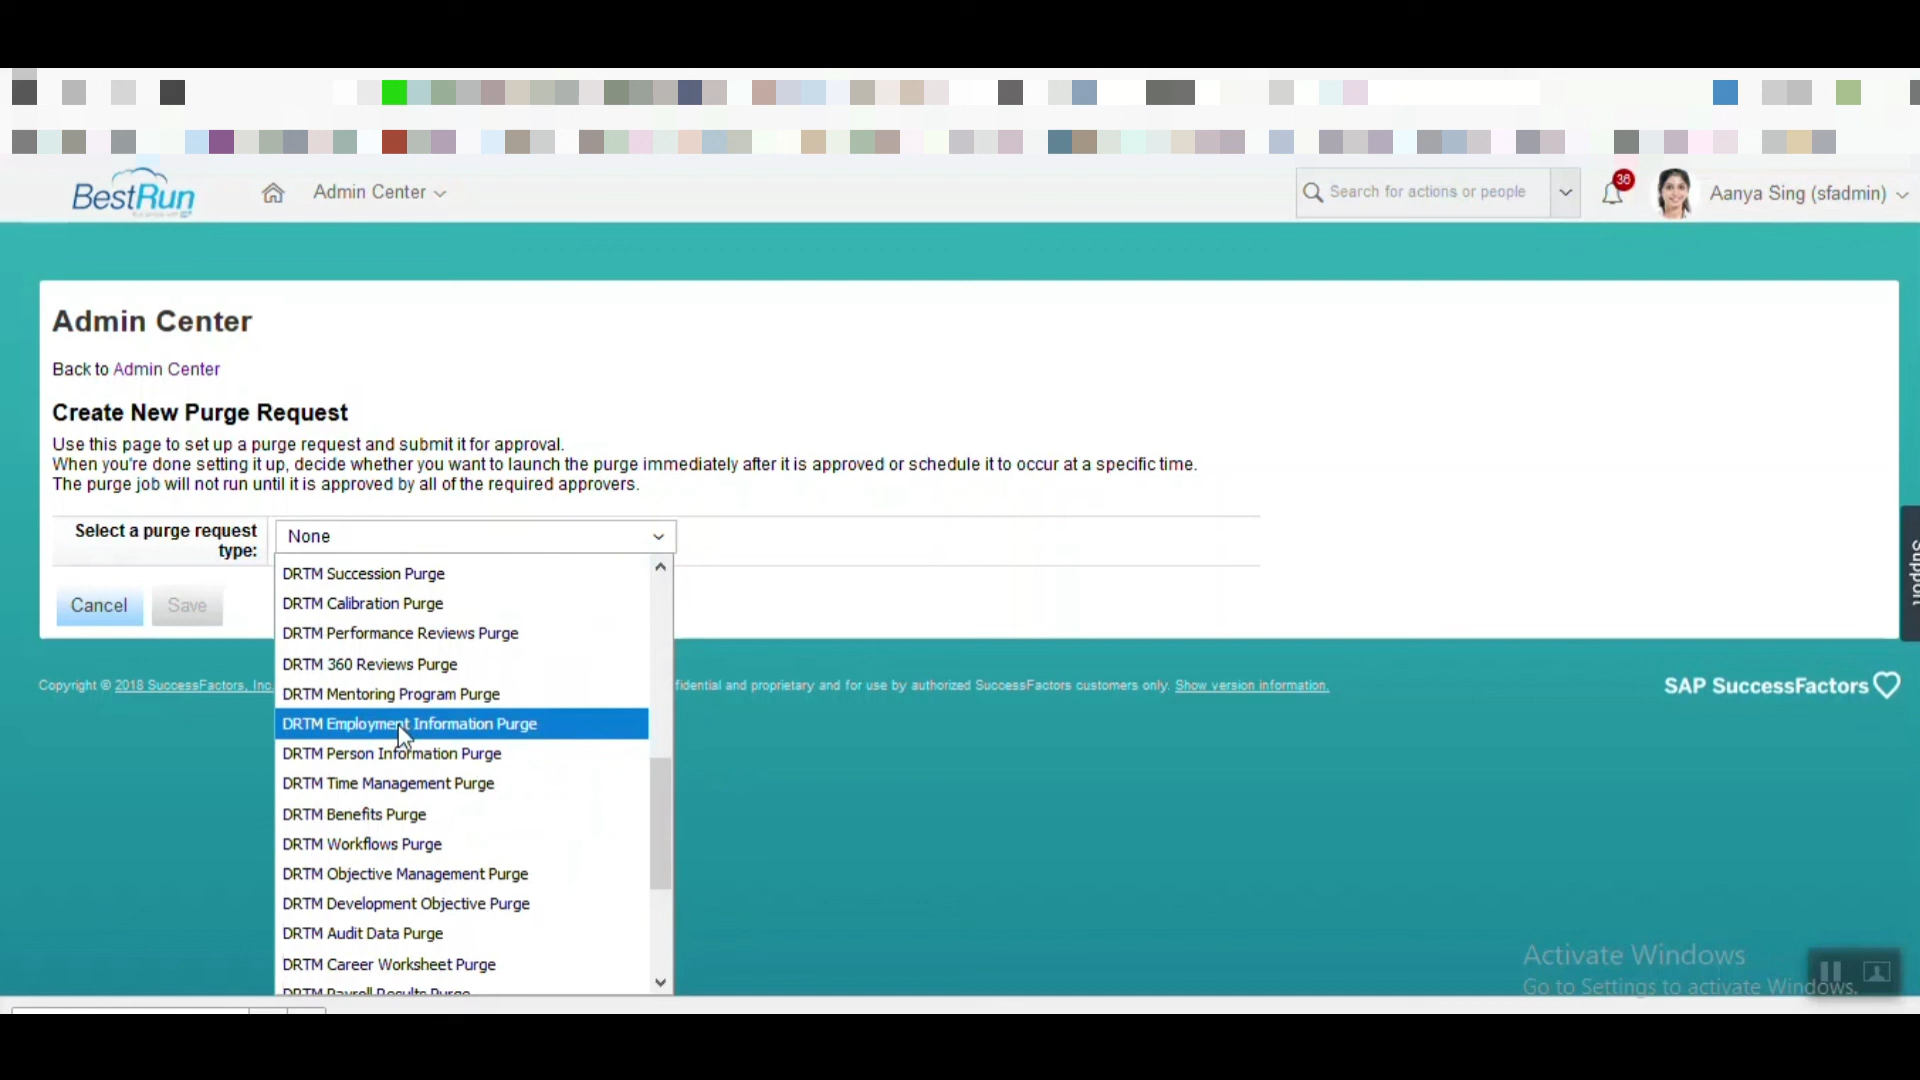 BestRun
Admin Center
Search for actions or people
36
Aanya Sing (sfadmin)
Admin Center
Back to Admin Center
Create New Purge Request
Use this page to set up a purge request and submit it for approval.
When you're done setting it up, decide whether you want to launch the purge immediately after it is approved or schedule it to occur at a specific time.
The purge job will not run until it is approved by all of the required approvers.
Select a purge request
type:
None
Cancel
Save
DRTM Succession Purge
DRTM Calibration Purge
DRTM Performance Reviews Purge
DRTM 360 Reviews Purge
DRTM Mentoring Program Purge
DRTM Employment Information Purge
DRTM Person Information Purge
DRTM Time Management Purge
DRTM Benefits Purge
DRTM Workflows Purge
DRTM Objective Management Purge
DRTM Development Objective Purge
DRTM Audit Data Purge
DRTM Career Worksheet Purge
DRTM Payroll Results Purge
Support
Copyright © 2018 SuccessFactors, Inc. fidential and proprietary and for use by authorized SuccessFactors customers only. Show version information.
SAP SuccessFactors
Activate Windows
Go to Settings to activate Windows.